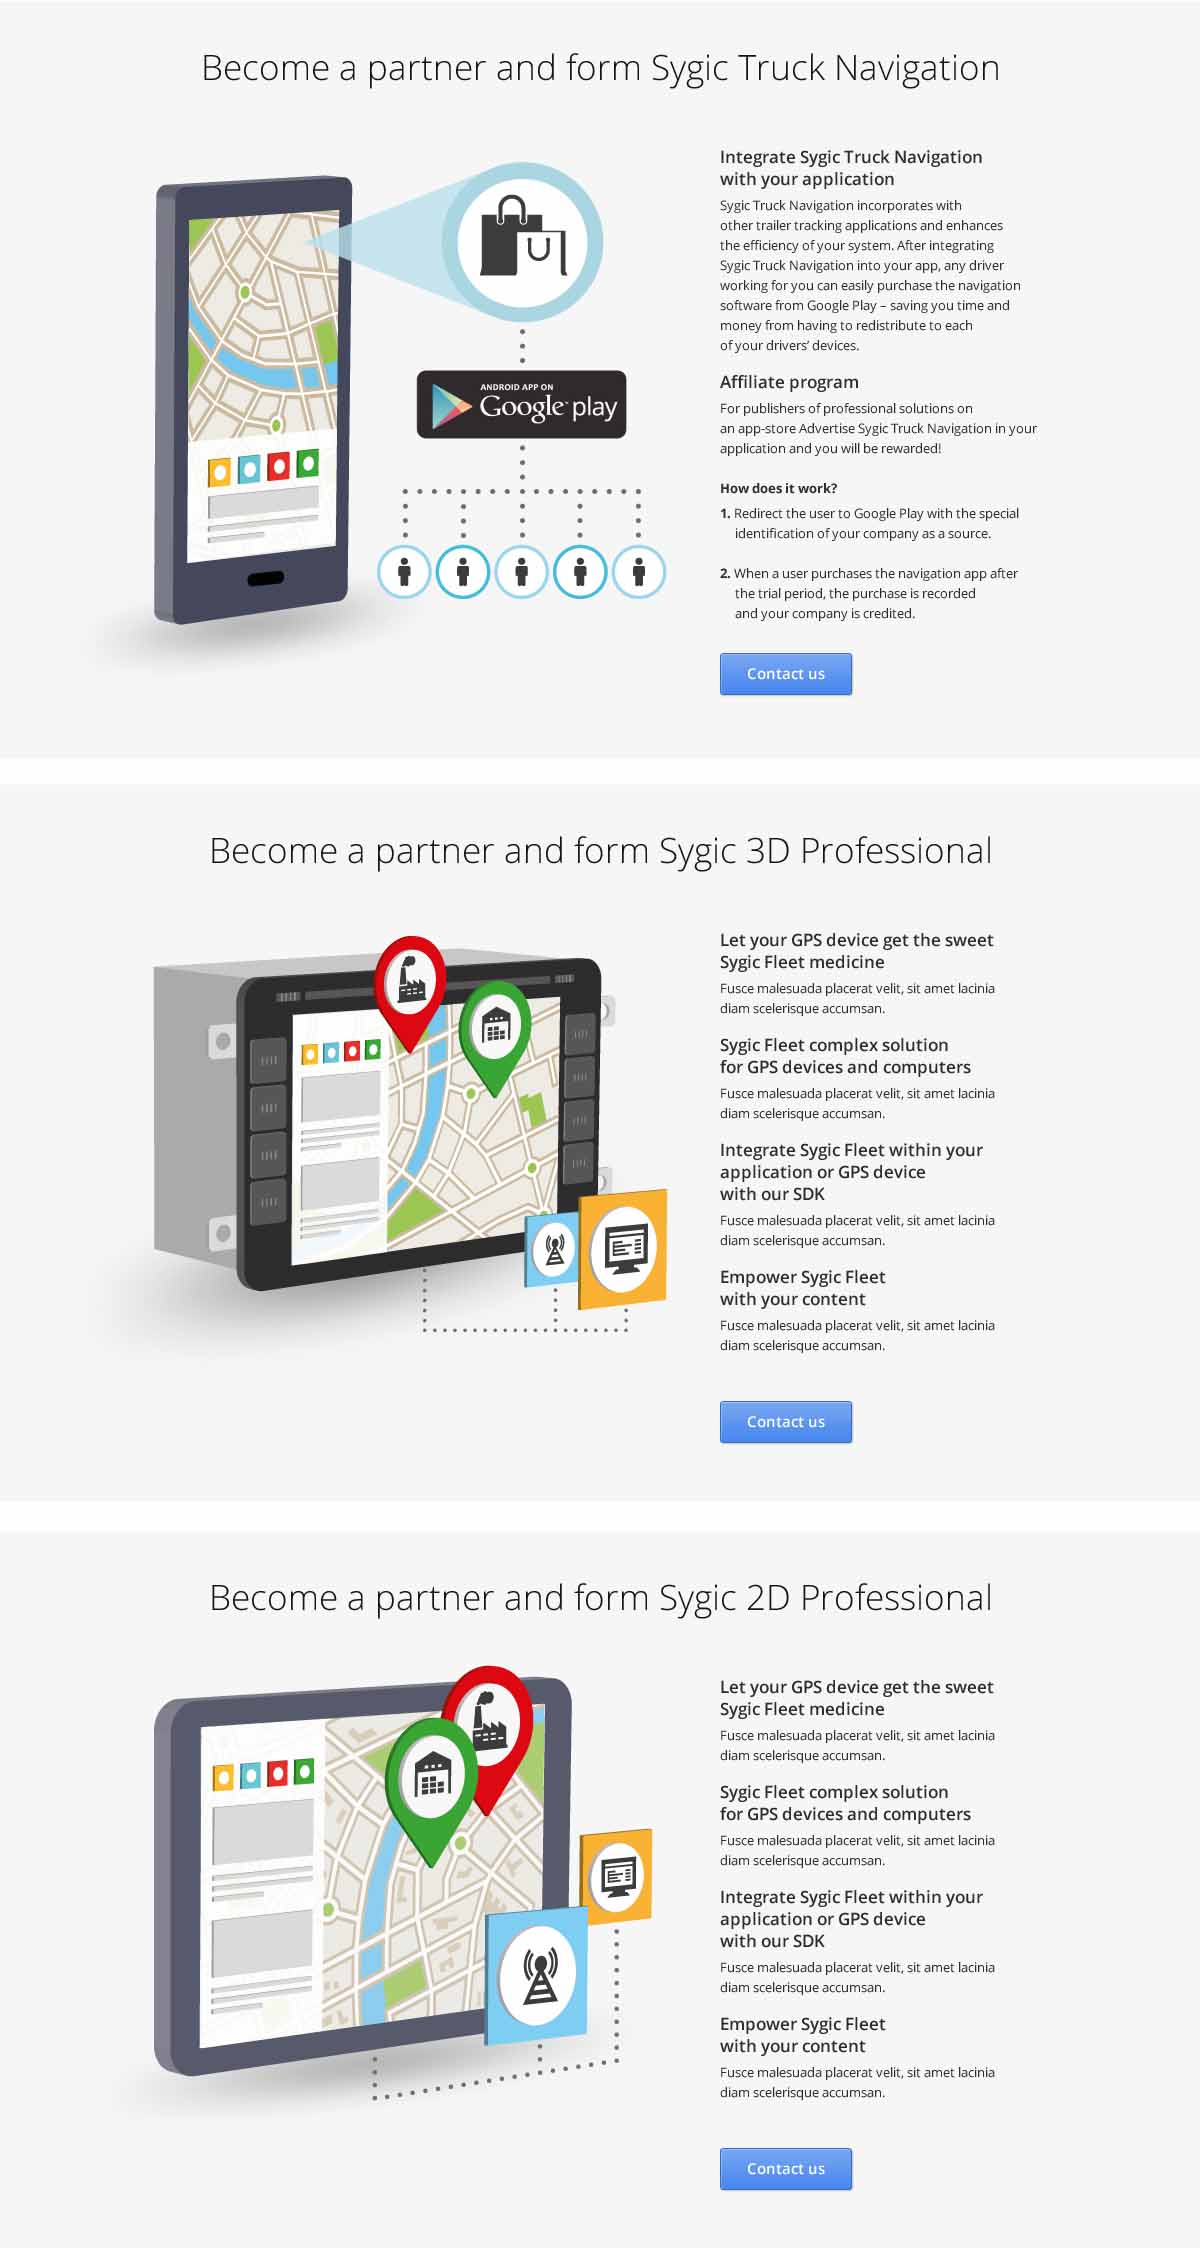 Become a partner and form Sygic Truck Navigation
Integrate Sygic Truck Navigation
with your application
Sygic Truck Navigation incorporates with
other trailer tracking applications and enhances
the efficiency of your system. After integrating
Sygic Truck Navigation into your app, any driver
working for you can easily purchase the navigation
software from Google Play – saving you time and
money from having to redistribute to each
of your drivers’ devices.
ANDROID APP ON
Google play
Affiliate program
For publishers of professional solutions on
an app-store Advertise Sygic Truck Navigation in your
application and you will be rewarded!
How does it work?
1. Redirect the user to Google Play with the special
identification of your company as a source.
2. When a user purchases the navigation app after
the trial period, the purchase is recorded
and your company is credited.
Contact us
Become a partner and form Sygic 3D Professional
Let your GPS device get the sweet
Sygic Fleet medicine
Fusce malesuada placerat velit, sit amet lacinia
diam scelerisque accumsan.
Sygic Fleet complex solution
for GPS devices and computers
Fusce malesuada placerat velit, sit amet lacinia
diam scelerisque accumsan.
Integrate Sygic Fleet within your
application or GPS device
with our SDK
Fusce malesuada placerat velit, sit amet lacinia
diam scelerisque accumsan.
Empower Sygic Fleet
with your content
Fusce malesuada placerat velit, sit amet lacinia
diam scelerisque accumsan.
Contact us
Become a partner and form Sygic 2D Professional
Let your GPS device get the sweet
Sygic Fleet medicine
Fusce malesuada placerat velit, sit amet lacinia
diam scelerisque accumsan.
Sygic Fleet complex solution
for GPS devices and computers
Fusce malesuada placerat velit, sit amet lacinia
diam scelerisque accumsan.
Integrate Sygic Fleet within your
application or GPS device
with our SDK
Fusce malesuada placerat velit, sit amet lacinia
diam scelerisque accumsan.
Empower Sygic Fleet
with your content
Fusce malesuada placerat velit, sit amet lacinia
diam scelerisque accumsan.
Contact us